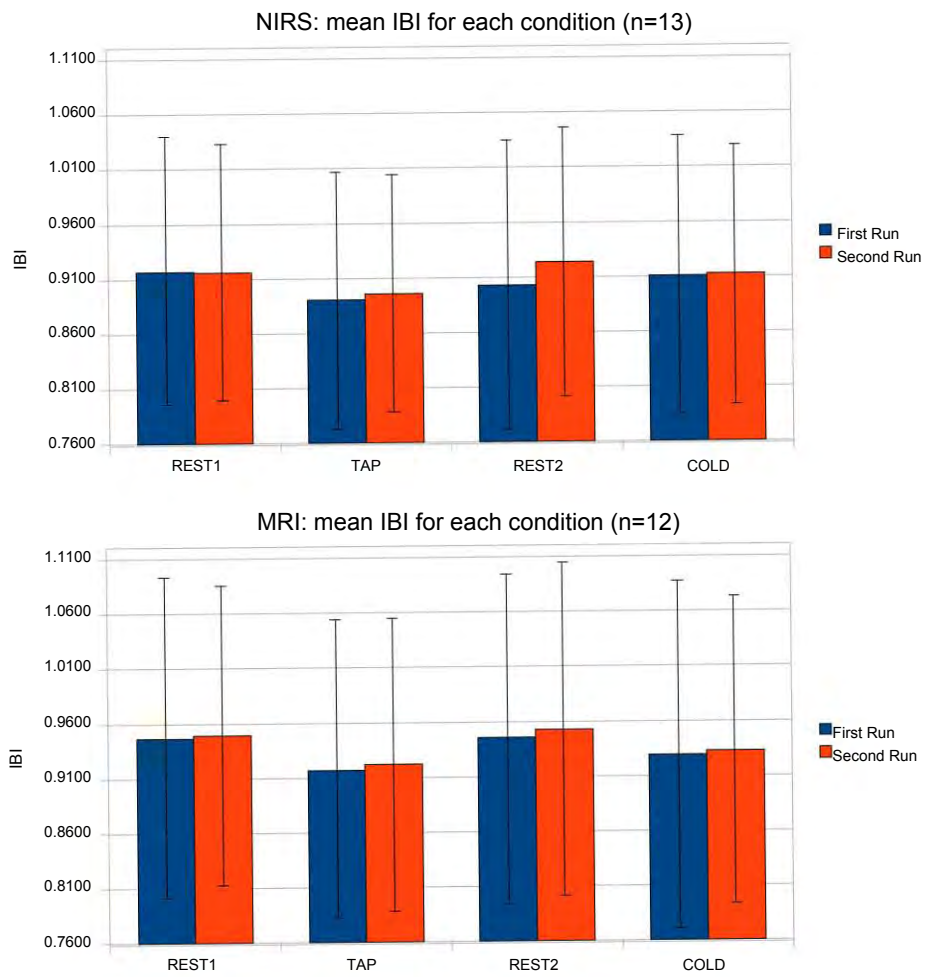 NIRS: mean IBI for each condition (n=13)
1.1100
1.0600
1.0100
0.9600
0.9100
0.8600
0.8100
0.7600
IBI
REST1 TAP REST2 COLD
First Run
Second Run
MRI: mean IBI for each condition (n=12)
1.1100
1.0600
1.0100
0.9600
0.9100
0.8600
0.8100
0.7600
IBI
REST1 TAP REST2 COLD
First Run
Second Run